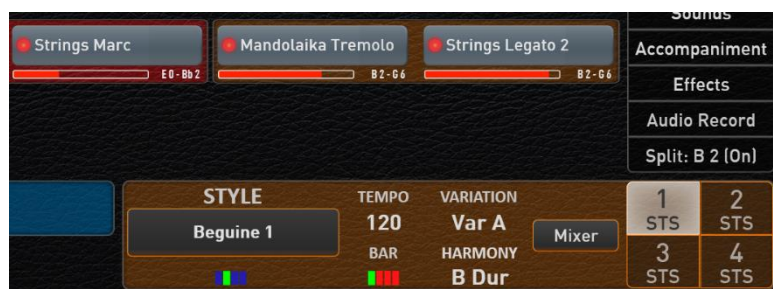 Sounds
Strings Marc
Mandolaika Tremolo
Strings Legato 2
Accompaniment
E0-Bb2
B2-G6
B2-G6
Effects
Audio Record
Split: B 2 (On)
STYLE
TEMPO
VARIATION
1
STS
2
STS
Beguine 1
120
Var A
Mixer
BAR
HARMONY
B Dur
3
STS
4
STS